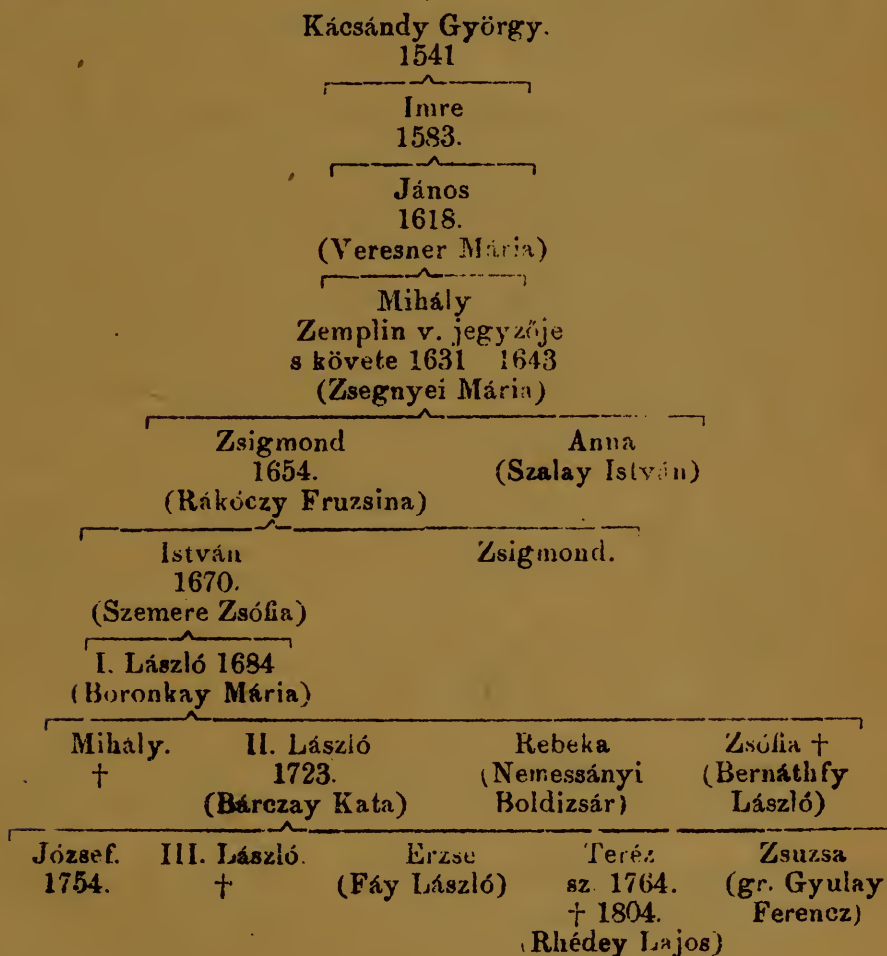 Kácsándy György.
1541
Imre
1583.
János
1618.
(Veresner Mária)
Mihály
Zemplin v. jegyzője
s követe 1631 1643
(Zsegnyei Mária)
Zsigmond Anna
1654. (Szalay István)
(Rákóczy Fruzsina)
István Zsigmond.
1670.
(Szemere Zsófia)
I. László 1684
(Boronkay Mária)
Mihály. II. László Rebeka Zsófia †
† 1723. (Nemessányi (Bernáthfy
(Bárczay Kata) Boldizsár) László)
József. III. László. Erzse Teréz Zsuzsa
1754. † (Fáy László) sz. 1764. (gr. Gyulay
† 1804. Ferencz)
(Rhédey Lajos)